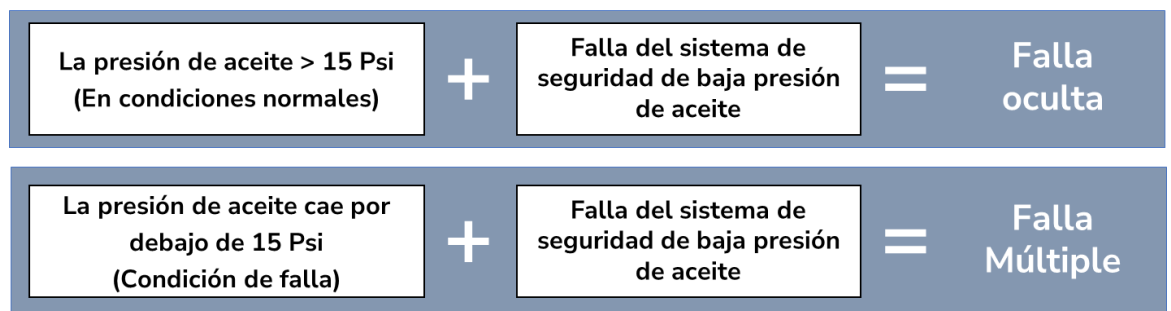 La presión de aceite > 15 Psi
(En condiciones normales)
+
Falla del sistema de
seguridad de baja presión
de aceite
=
Falla
oculta
La presión de aceite cae por
debajo de 15 Psi
(Condición de falla)
+
Falla del sistema de
seguridad de baja presión
de aceite
=
Falla
Múltiple